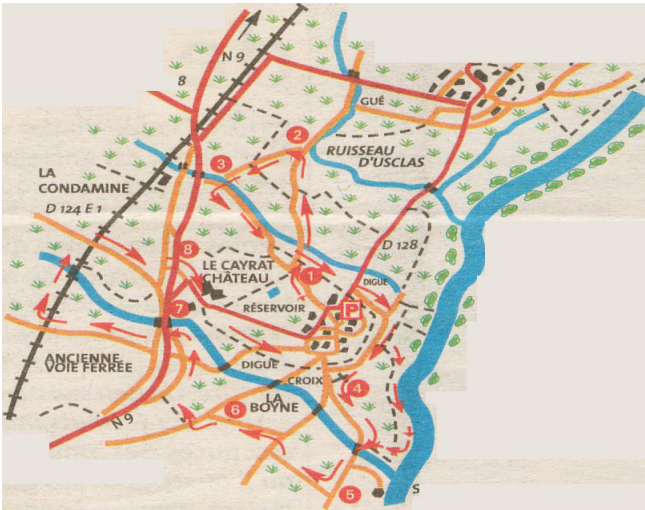 N 9
8
GUÉ
2
RUISSEAU
D'USCLAS
3
LA
CONDAMINE
D 124 E 1
D 128
8
LE CAYRAT
CHÂTEAU
1
DIGUE
RÉSERVOIR
P
7
ANCIENNE
VOIE FERRÉE
DIGUE
CROIX
4
LA
BOYNE
6
N 9
5
S